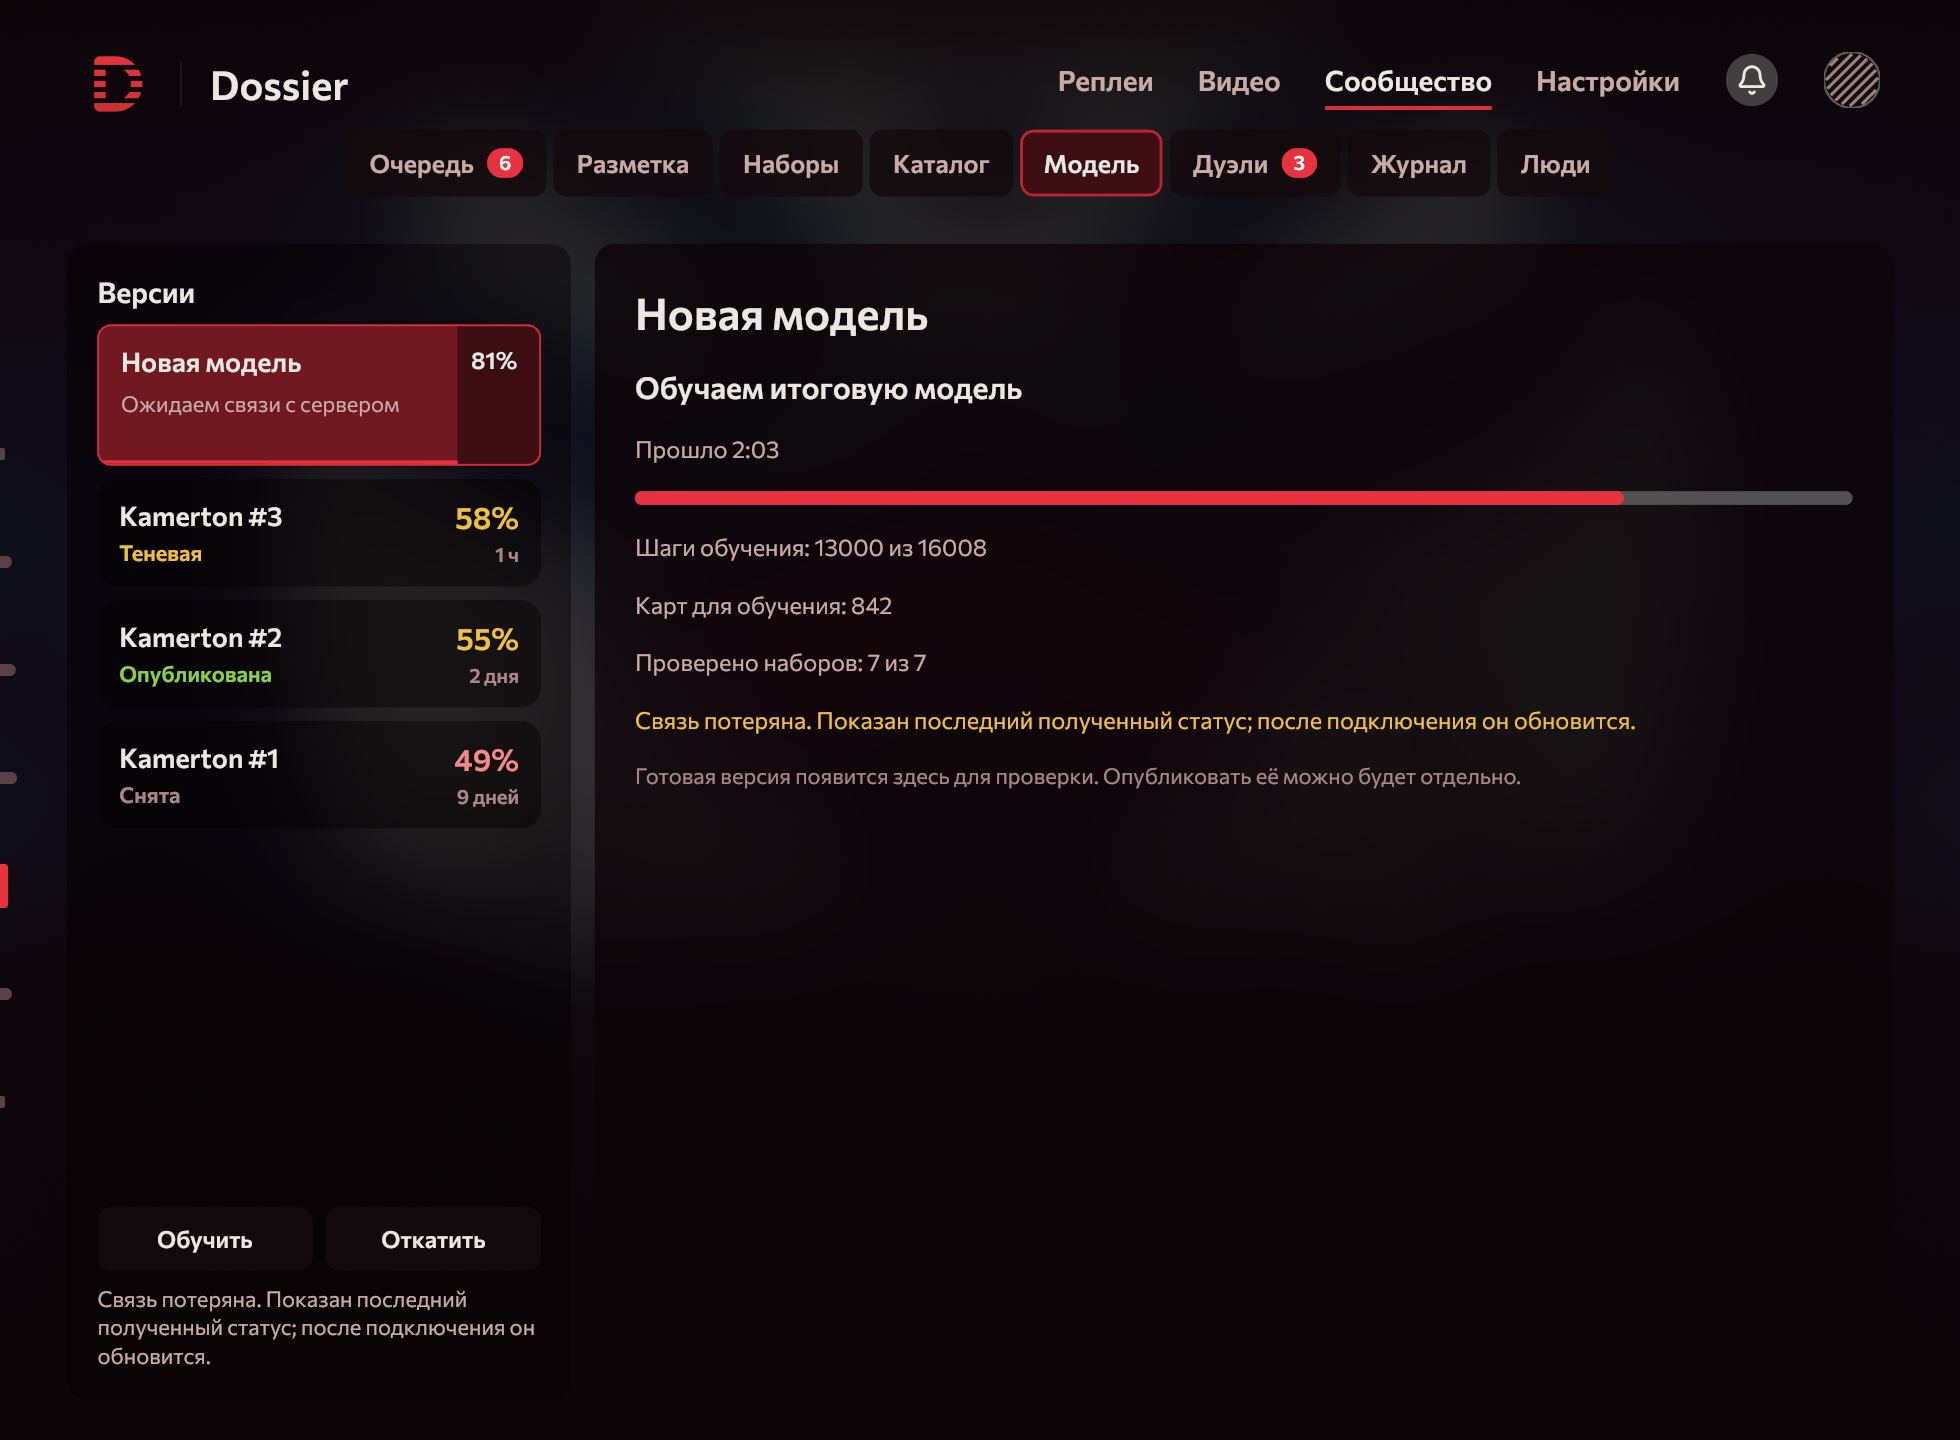 Dossier
Реплеи
Видео
Сообщество
Настройки
Очередь 6
Разметка
Наборы
Каталог
Модель
Дуэли 3
Журнал
Люди
Версии
Новая модель 81%
Ожидаем связи с сервером
Kamerton #3 58%
Теневая 1 ч
Kamerton #2 55%
Опубликована 2 дня
Kamerton #1 49%
Снята 9 дней
Обучить
Откатить
Связь потеряна. Показан последний
полученный статус; после подключения он
обновится.
Новая модель
Обучаем итоговую модель
Прошло 2:03
Шаги обучения: 13000 из 16008
Карт для обучения: 842
Проверено наборов: 7 из 7
Связь потеряна. Показан последний полученный статус; после подключения он обновится.
Готовая версия появится здесь для проверки. Опубликовать её можно будет отдельно.